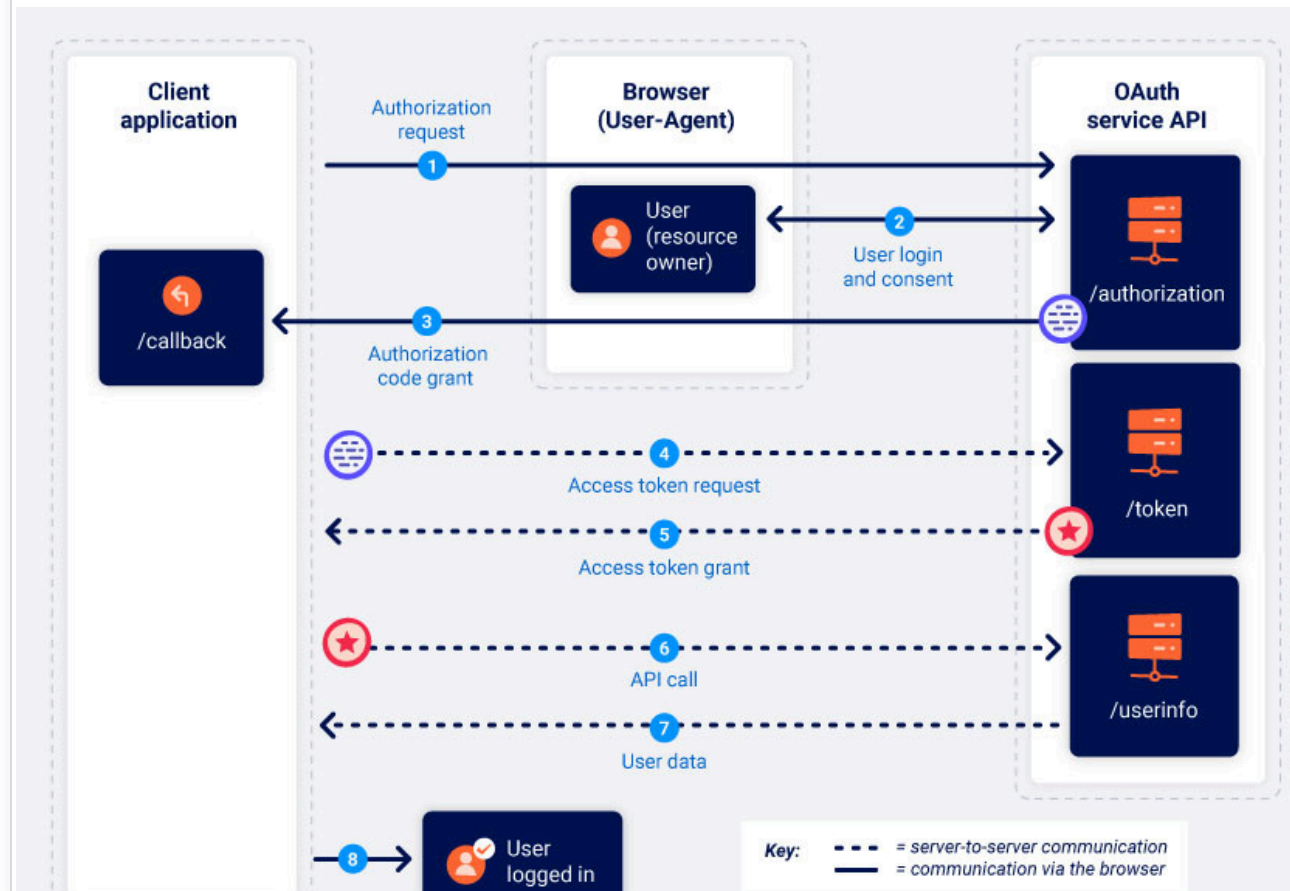 Client
application
Authorization
request
Browser
(User-Agent)
OAuth
service API
1
User
(resource
owner)
2
User login
and consent
/authorization
/callback
3
Authorization
code grant
4
Access token request
/token
5
Access token grant
6
API call
/userinfo
7
User data
8
User
logged in
Key:
= server-to-server communication
= communication via the browser